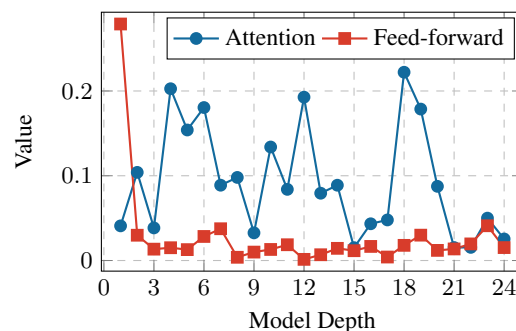 Attention Feed-forward
0.2
0.1
0
Value
0 3 6 9 12 15 18 21 24
Model Depth